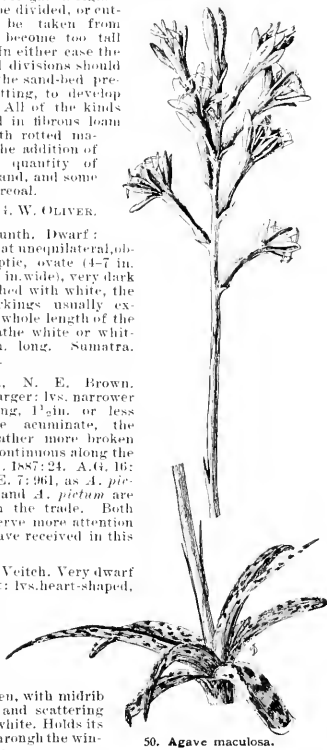 be divided, or cut-
be taken from
become too tall
in either case the
l divisions should
he sand-bed pre-
tting, to develop
All of the kinds
d in fibrous loam
th rotted ma-
he addition of
quantity of
and, and some
reoal.
W. OLIVER.
unth. Dwarf:
at unequilateral, ob-
ptic, ovate (4–7 in.
in. wide), very dark
hed with white, the
rkings usually ex-
whole length of the
athe white or whit-
long. Sumatra.
N. E. Brown.
arger: lvs. narrower
ng, 1½in. or less
e acuminate, the
ather more broken
continuous along the
. 1887:24. A.G. 16:
E. 7:961, as A. pic-
and A. pictum are
n the trade. Both
erve more attention
ave received in this
Veitch. Very dwarf
: lvs. heart-shaped,
en, with midrib
and scattering
white. Holds its
hrough the win-
50. Agave maculosa.